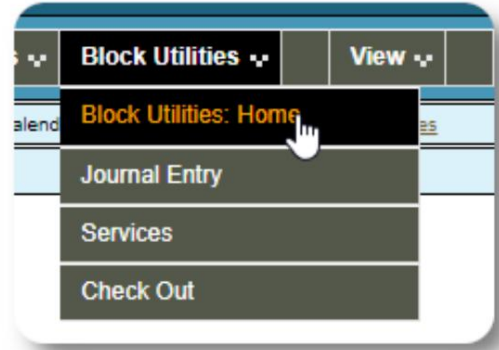 Block Utilities View
Block Utilities: Home
Journal Entry
Services
Check Out